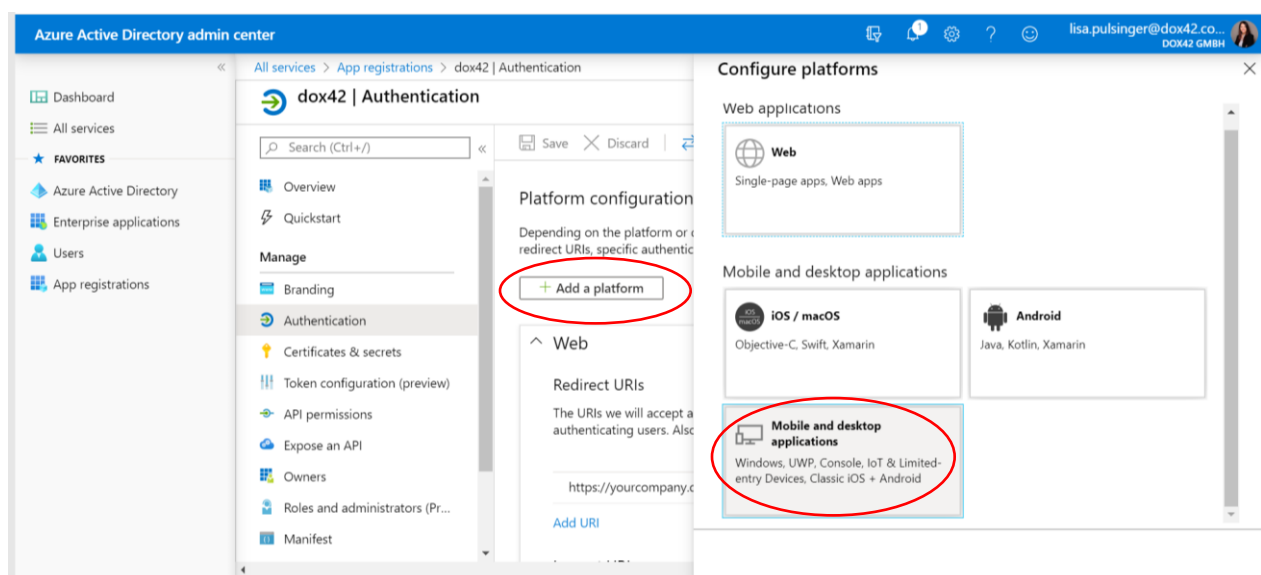 Azure Active Directory admin center
1
lisa.pulsinger@dox42.co...
DOX42 GMBH
«
Dashboard
All services
FAVORITES
Azure Active Directory
Enterprise applications
Users
App registrations
All services > App registrations > dox42 | Authentication
dox42 | Authentication
Search (Ctrl+/)
«
Overview
Quickstart
Manage
Branding
Authentication
Certificates & secrets
Token configuration (preview)
API permissions
Expose an API
Owners
Roles and administrators (Pr...
Manifest
Save
Discard
Platform configuration
Depending on the platform or
redirect URIs, specific authentic
+ Add a platform
Web
Redirect URIs
The URIs we will accept a
authenticating users. Also
https://yourcompany.c
Add URI
Configure platforms
Web applications
Web
Single-page apps, Web apps
Mobile and desktop applications
iOS / macOS
iOS
macOS
Objective-C, Swift, Xamarin
Android
Java, Kotlin, Xamarin
Mobile and desktop
applications
Windows, UWP, Console, IoT & Limited-
entry Devices, Classic iOS + Android